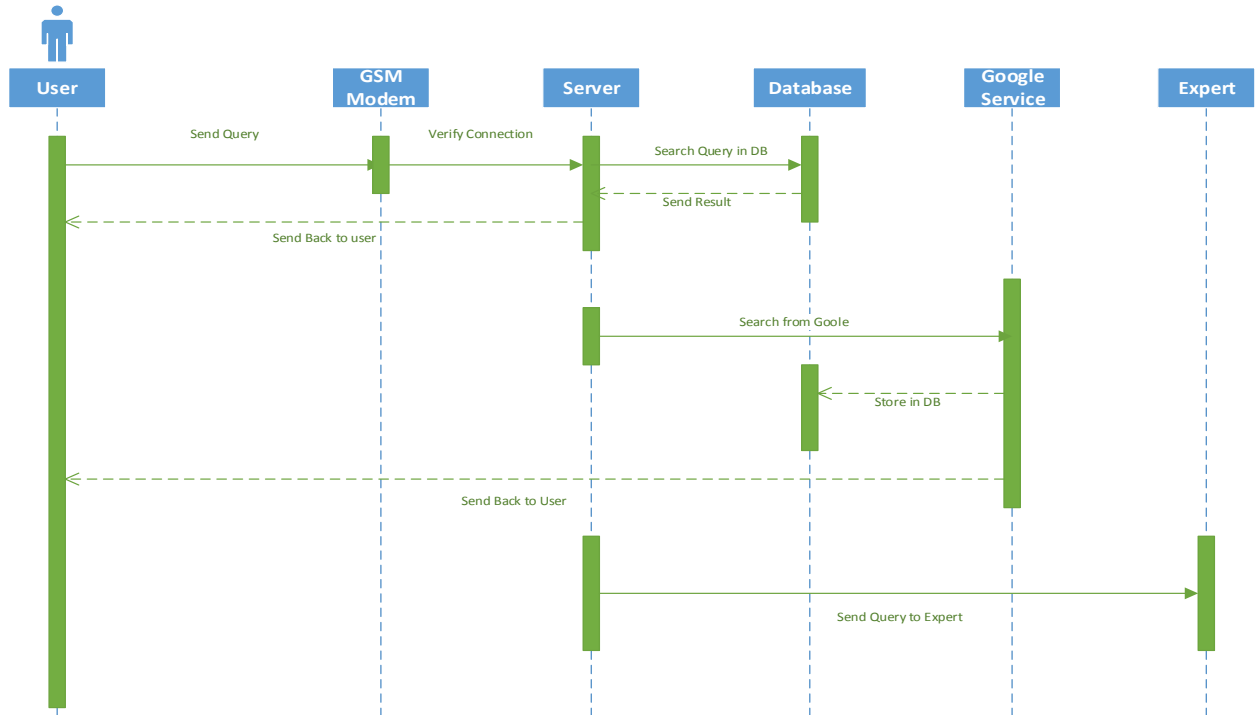 User
GSM
Modem
Server
Database
Google
Service
Expert
Send Query
Verify Connection
Search Query in DB
Send Result
Send Back to user
Search from Goole
Store in DB
Send Back to User
Send Query to Expert